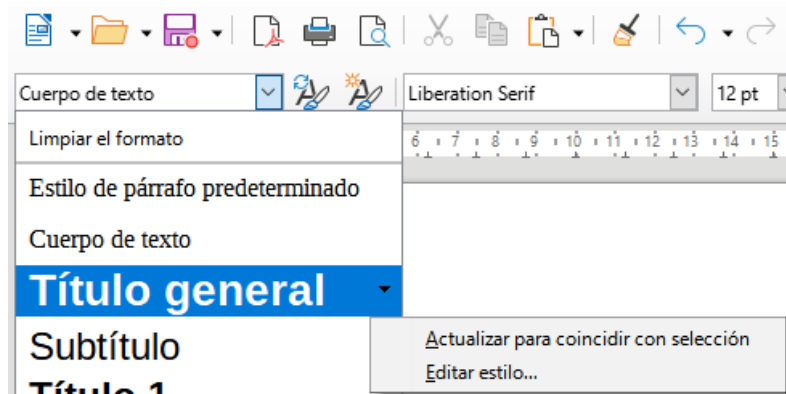 Cuerpo de texto
Liberation Serif
12 pt
Limpiar el formato
6 7 8 9 10 11 12 13 14 15
Estilo de párrafo predeterminado
Cuerpo de texto
Título general
Subtítulo
Actualizar para coincidir con selección
Editar estilo...
Título 1